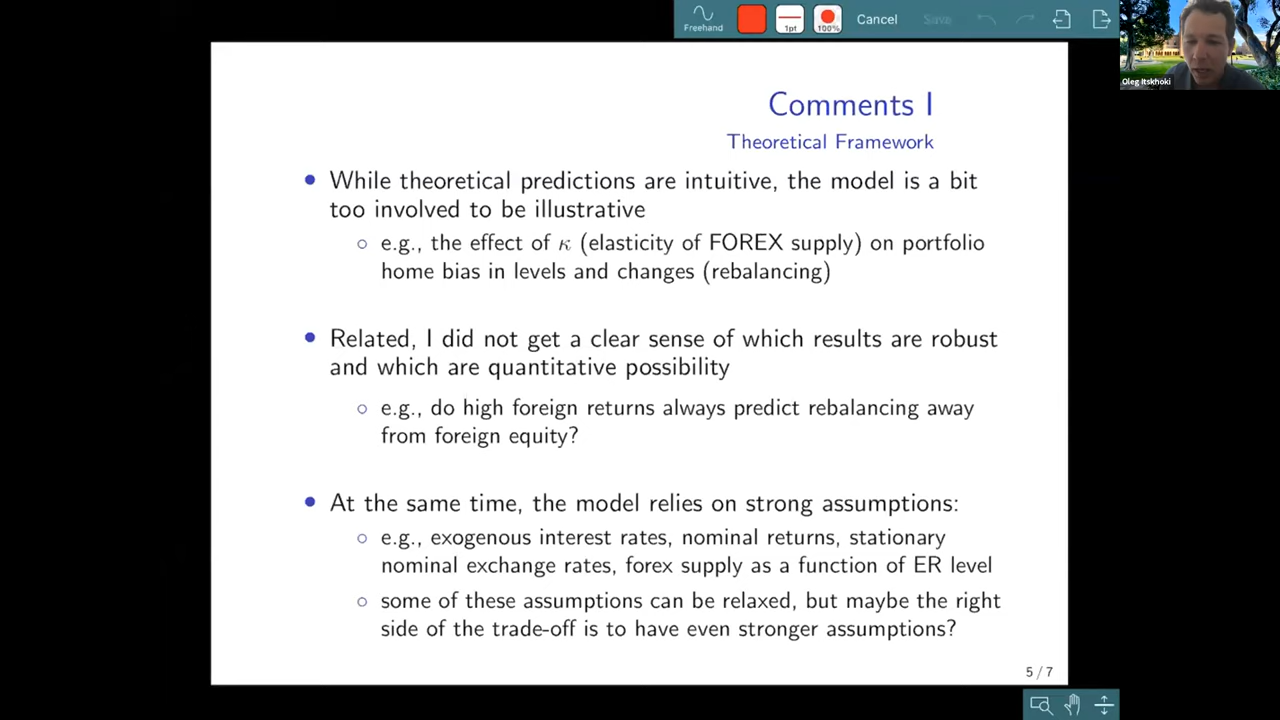 Freehand
1pt
100%
Cancel
Save
Oleg Itskhoki
Comments I
Theoretical Framework
• While theoretical predictions are intuitive, the model is a bit
too involved to be illustrative
○ e.g., the effect of κ (elasticity of FOREX supply) on portfolio
home bias in levels and changes (rebalancing)
• Related, I did not get a clear sense of which results are robust
and which are quantitative possibility
○ e.g., do high foreign returns always predict rebalancing away
from foreign equity?
• At the same time, the model relies on strong assumptions:
○ e.g., exogenous interest rates, nominal returns, stationary
nominal exchange rates, forex supply as a function of ER level
○ some of these assumptions can be relaxed, but maybe the right
side of the trade-off is to have even stronger assumptions?
5 / 7